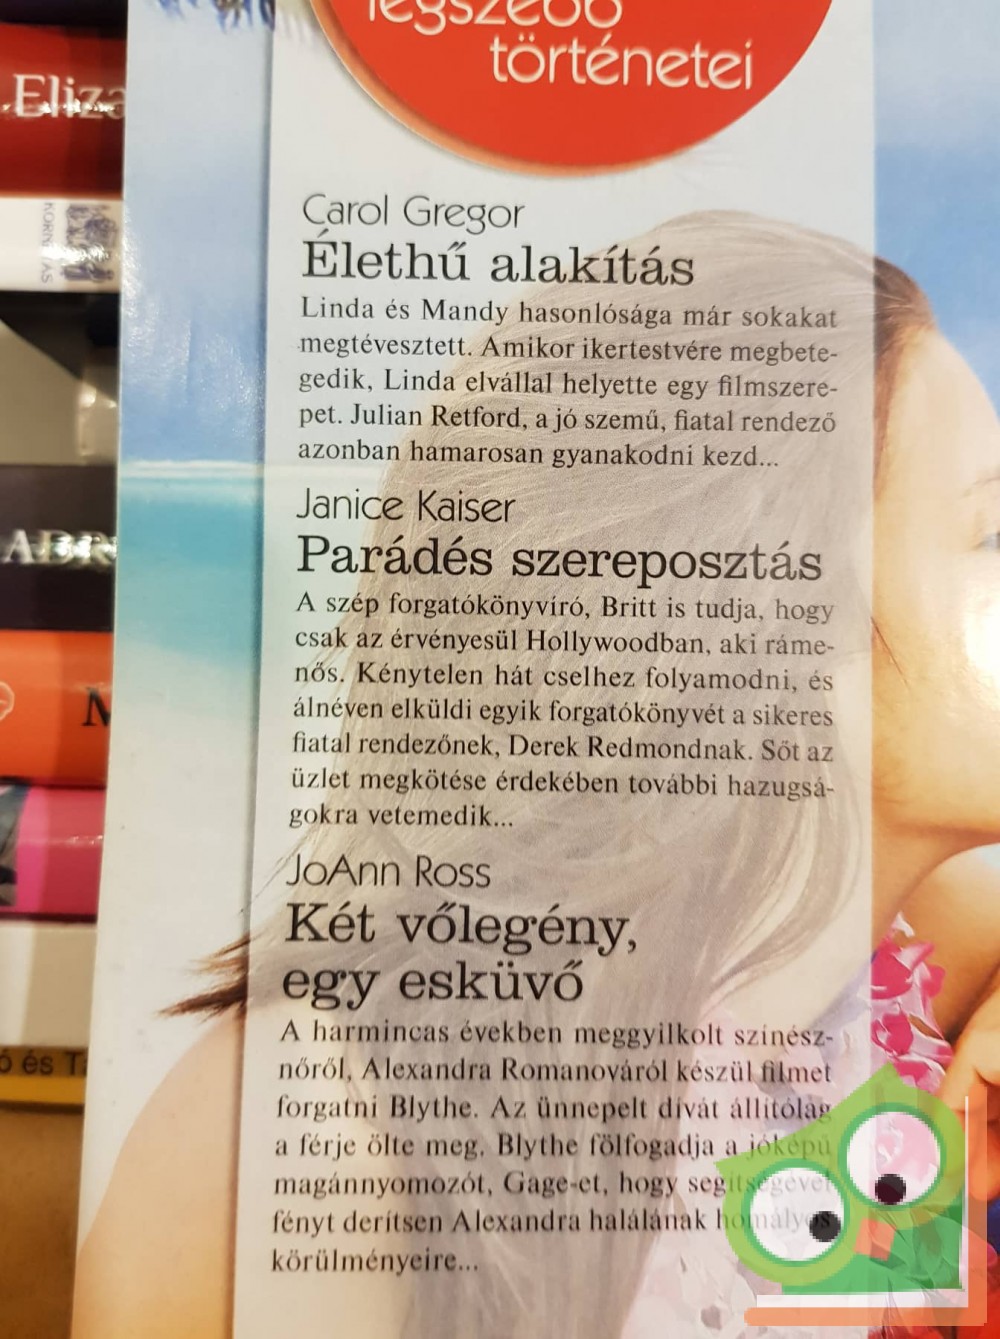 legszebb
történetei
Eliza
KORNÉTÁS
Carol Gregor
Élethű alakítás
Linda és Mandy hasonlósága már sokakat
megtévesztett. Amikor ikertestvére megbete-
gedik, Linda elvállal helyette egy filmszere-
pet. Julian Retford, a jó szemű, fiatal rendező
azonban hamarosan gyanakodni kezd...
Janice Kaiser
Parádés szereposztás
A szép forgatókönyvíró, Britt is tudja, hogy
csak az érvényesül Hollywoodban, aki ráme-
nős. Kénytelen hát cselhez folyamodni, és
álnéven elküldi egyik forgatókönyvét a sikeres
fiatal rendezőnek, Derek Redmondnak. Sőt az
üzlet megkötése érdekében további hazugsá-
gokra vetemedik...
ADR
M
JoAnn Ross
Két vőlegény,
egy esküvő
A harmincas években meggyilkolt színész-
nőről, Alexandra Romanováról készül filmet
forgatni Blythe. Az ünnepelt dívát állítólag
a férje ölte meg. Blythe fölfogadja a jóképű
magánnyomozót, Gage-et, hogy segítségével
fényt derítsen Alexandra halálának homályos
körülményeire...
ó és T